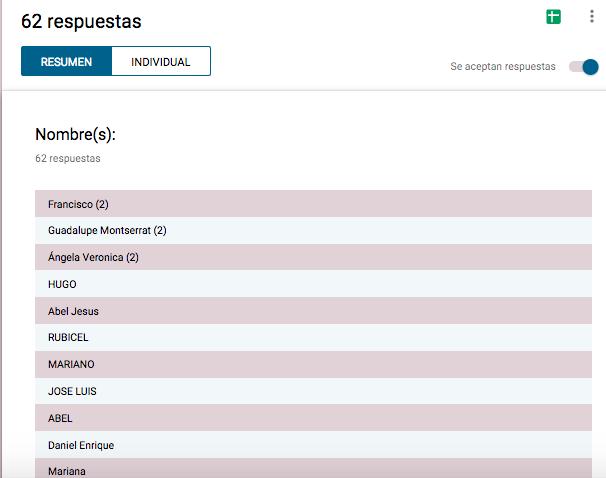 62 respuestas
RESUMEN
INDIVIDUAL
Se aceptan respuestas
Nombre(s):
62 respuestas
Francisco (2)
Guadalupe Montserrat (2)
Ángela Veronica (2)
HUGO
Abel Jesus
RUBICEL
MARIANO
JOSE LUIS
ABEL
Daniel Enrique
Mariana